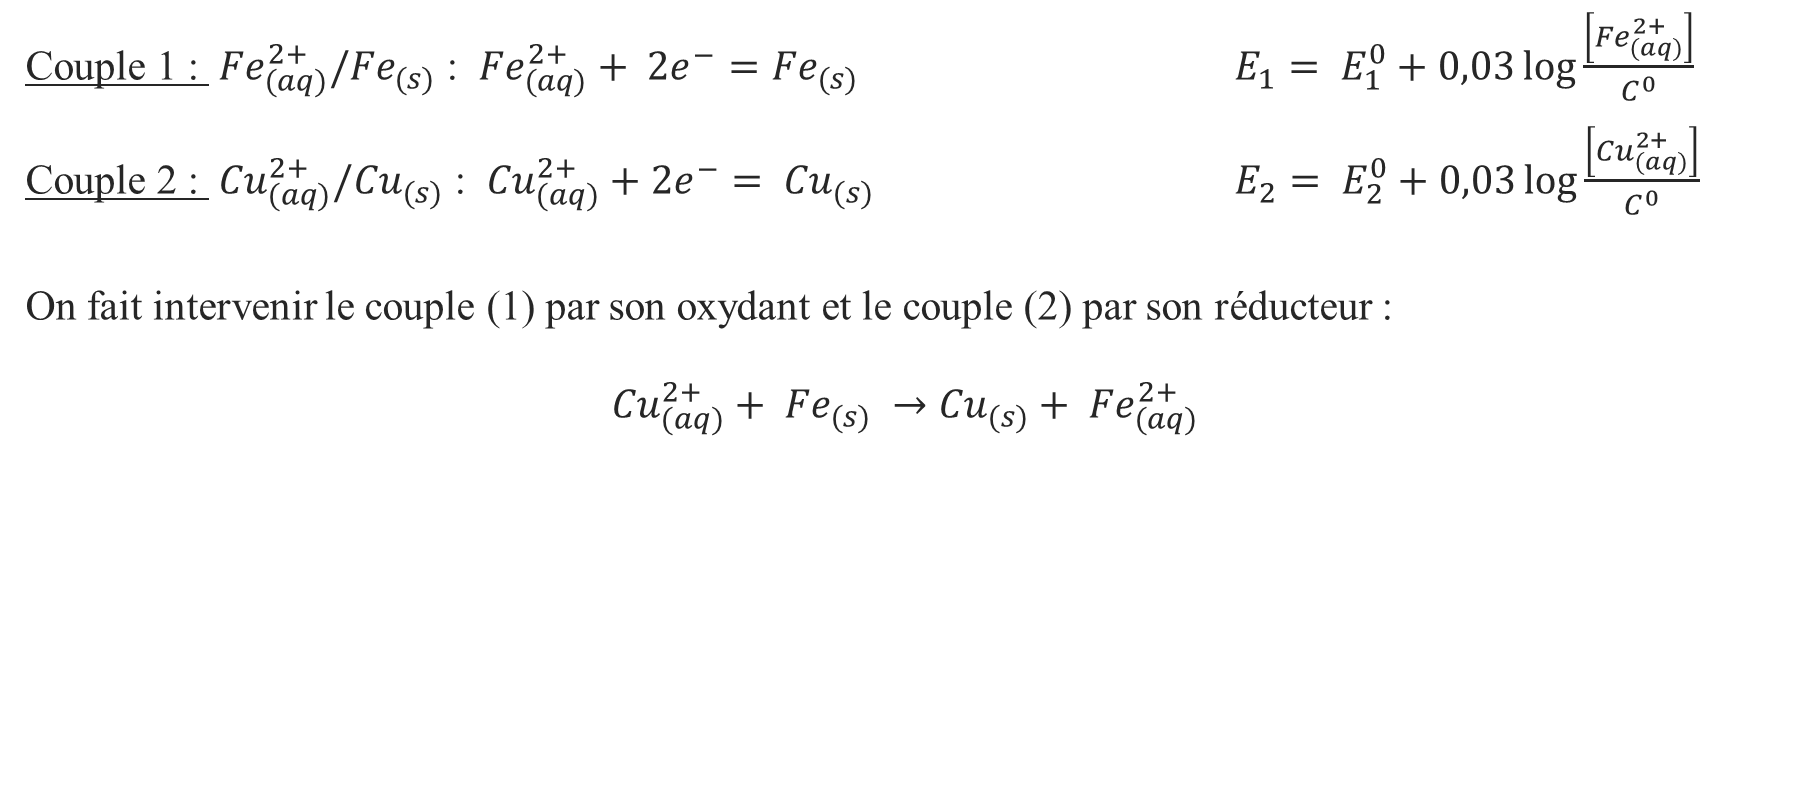 Couple 1 : Fe²⁺₍aq₎/Fe₍s₎ : Fe²⁺₍aq₎ + 2e⁻ = Fe₍s₎ E₁ = E₁⁰ + 0,03 log [Fe²⁺₍aq₎]/C⁰
Couple 2 : Cu²⁺₍aq₎/Cu₍s₎ : Cu²⁺₍aq₎ + 2e⁻ = Cu₍s₎ E₂ = E₂⁰ + 0,03 log [Cu²⁺₍aq₎]/C⁰
On fait intervenir le couple (1) par son oxydant et le couple (2) par son réducteur :
Cu²⁺₍aq₎ + Fe₍s₎ → Cu₍s₎ + Fe²⁺₍aq₎